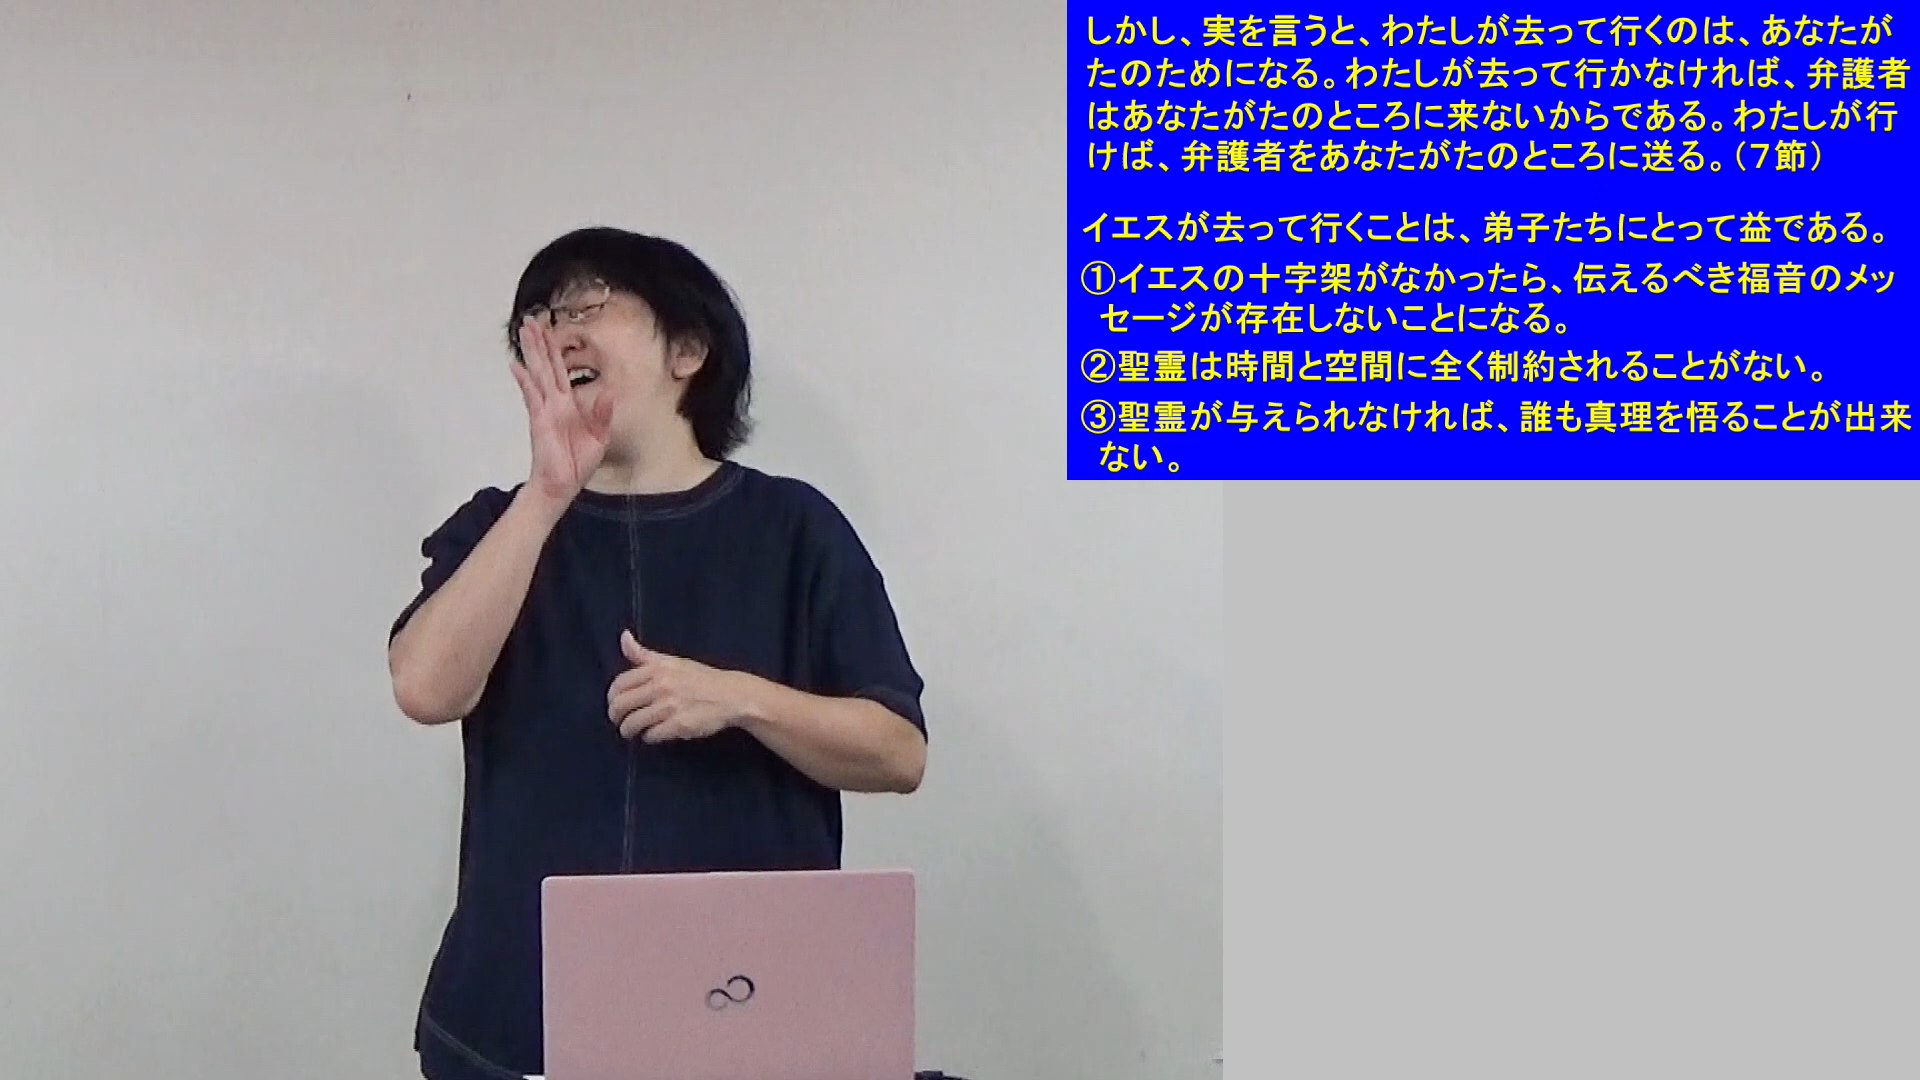 しかし、実を言うと、わたしが去って行くのは、あなたが
たのためになる。わたしが去って行かなければ、弁護者
はあなたがたのところに来ないからである。わたしが行
けば、弁護者をあなたがたのところに送る。（７節）
イエスが去って行くことは、弟子たちにとって益である。
①イエスの十字架がなかったら、伝えるべき福音のメッ
セージが存在しないことになる。
②聖霊は時間と空間に全く制約されることがない。
③聖霊が与えられなければ、誰も真理を悟ることが出来
ない。